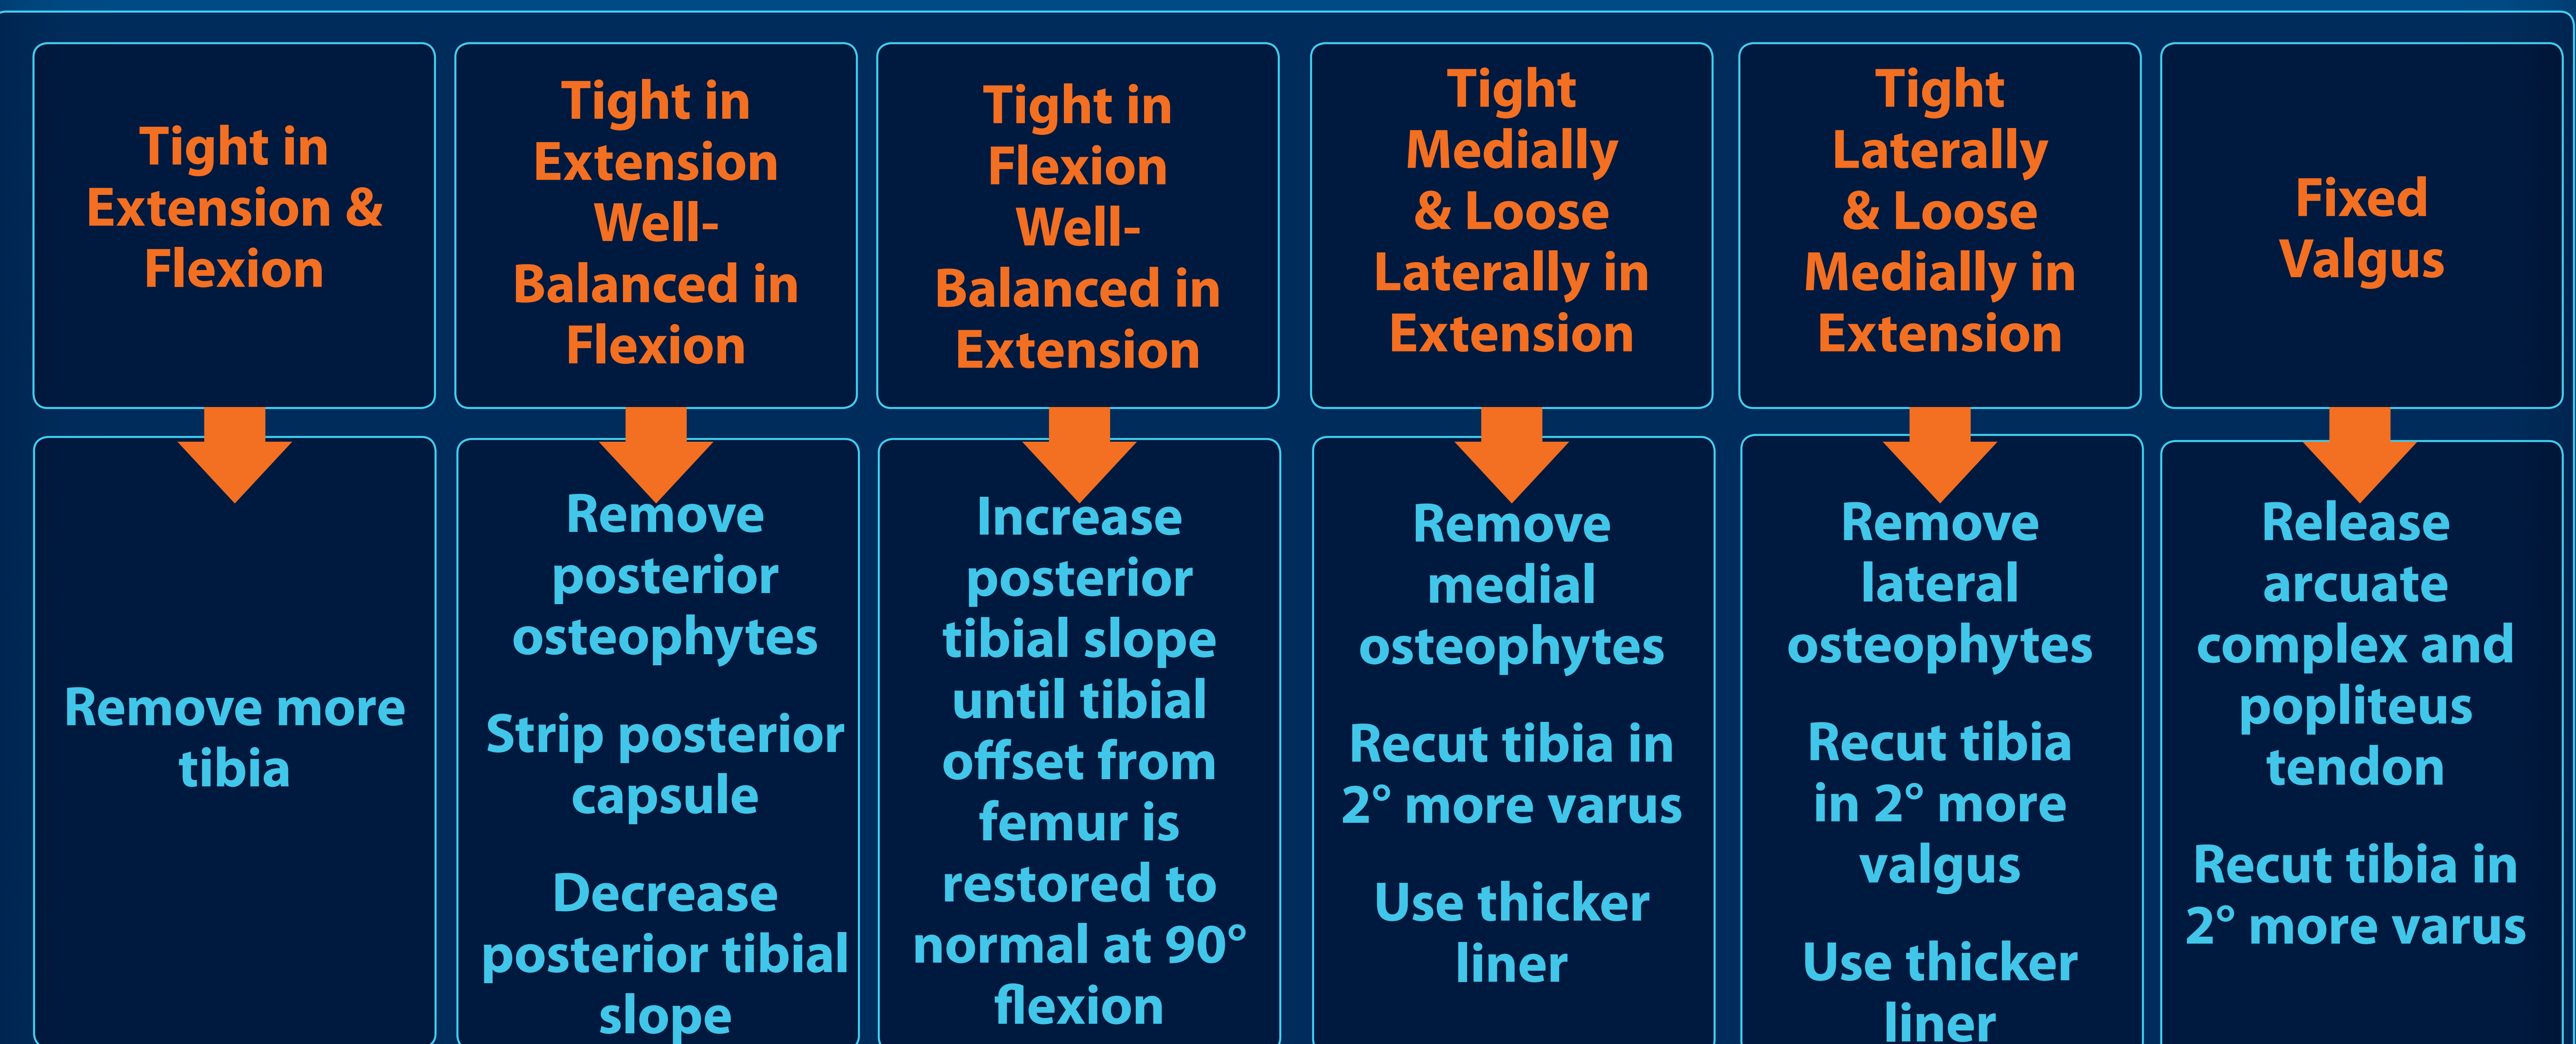 Tight in
Extension &
Flexion
Remove more
tibia
Tight in
Extension
Well-
Balanced in
Flexion
Remove
posterior
osteophytes
Strip posterior
capsule
Decrease
posterior tibial
slope
Tight in
Flexion
Well-
Balanced in
Extension
Increase
posterior
tibial slope
until tibial
offset from
femur is
restored to
normal at 90°
flexion
Tight
Medially
& Loose
Laterally in
Extension
Remove
medial
osteophytes
Recut tibia in
2° more varus
Use thicker
liner
Tight
Laterally
& Loose
Medially in
Extension
Remove
lateral
osteophytes
Recut tibia
in 2° more
valgus
Use thicker
liner
Fixed
Valgus
Release
arcuate
complex and
popliteus
tendon
Recut tibia in
2° more varus